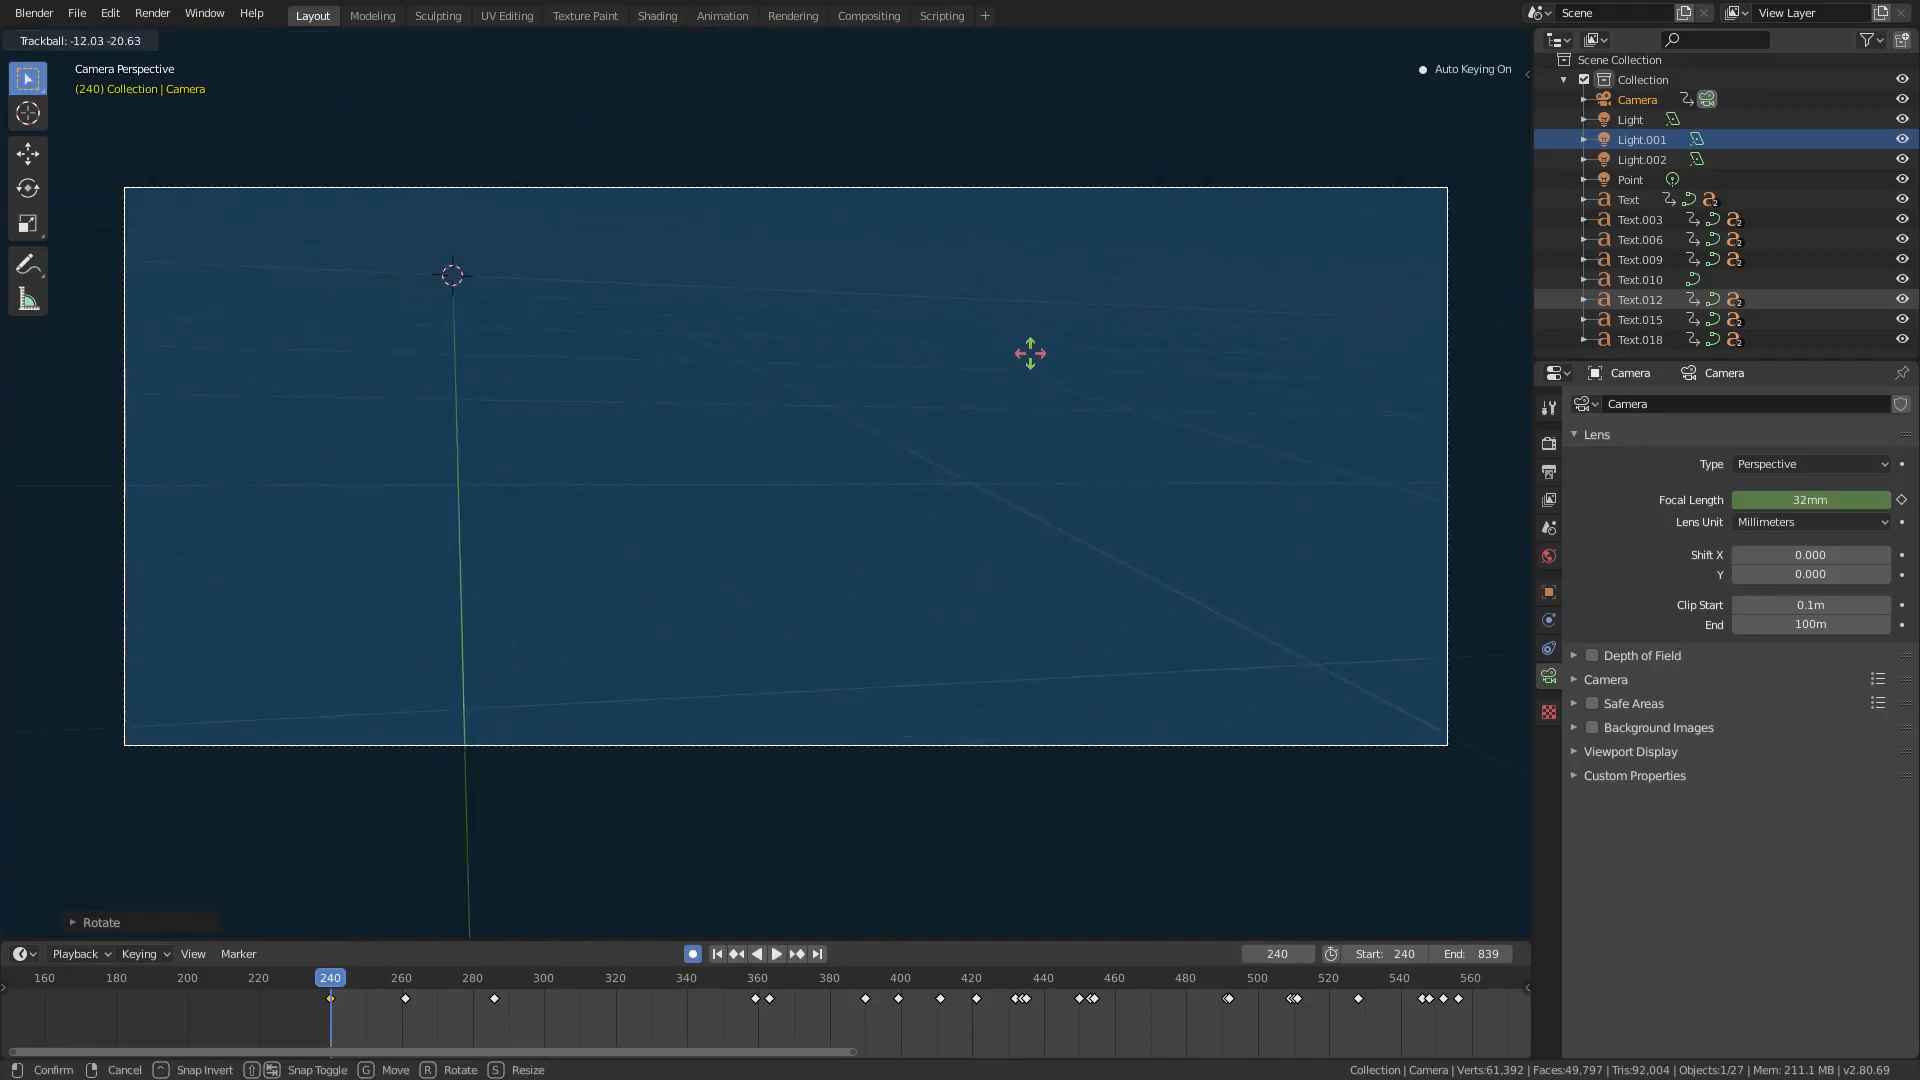 Blender File Edit Render Window Help Layout Modeling Sculpting UV Editing Texture Paint Shading Animation Rendering Compositing Scripting Scene View Layer
Trackball: -12.03 -20.63
Camera Perspective
(240) Collection | Camera
Auto Keying On
Scene Collection
Collection
Camera
Light
Light.001
Light.002
Point
Text
Text.003
Text.006
Text.009
Text.010
Text.012
Text.015
Text.018
Camera Camera
Camera
Lens
Type Perspective
Focal Length 32mm
Lens Unit Millimeters
Shift X 0.000
Y 0.000
Clip Start 0.1m
End 100m
Depth of Field
Camera
Safe Areas
Background Images
Viewport Display
Custom Properties
Rotate
Playback Keying View Marker 240 Start: 240 End: 839
160 180 200 220 240 260 280 300 320 340 360 380 400 420 440 460 480 500 520 540 560
Confirm Cancel Snap Invert Snap Toggle G Move R Rotate S Resize Collection | Camera | Verts:61,392 | Faces:49,797 | Tris:92,004 | Objects:1/27 | Mem: 211.1 MB | v2.80.69